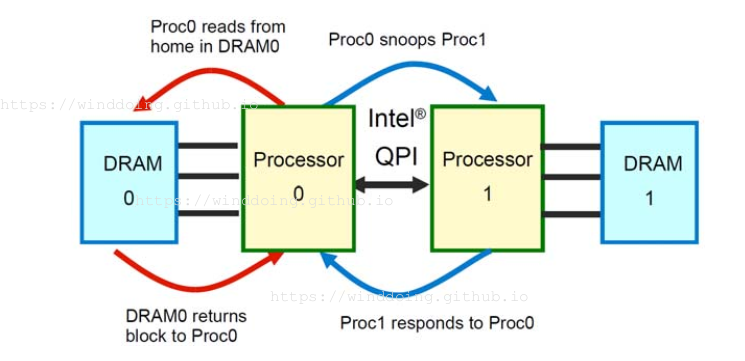 Proc0 reads from
home in DRAM0
Proc0 snoops Proc1
https://winddoing.github.io
Intel®
QPI
DRAM
0
Processor
0
Processor
1
DRAM
1
https://winddoing.github.io
https://winddoing.github.io
DRAM0 returns
block to Proc0
Proc1 responds to Proc0